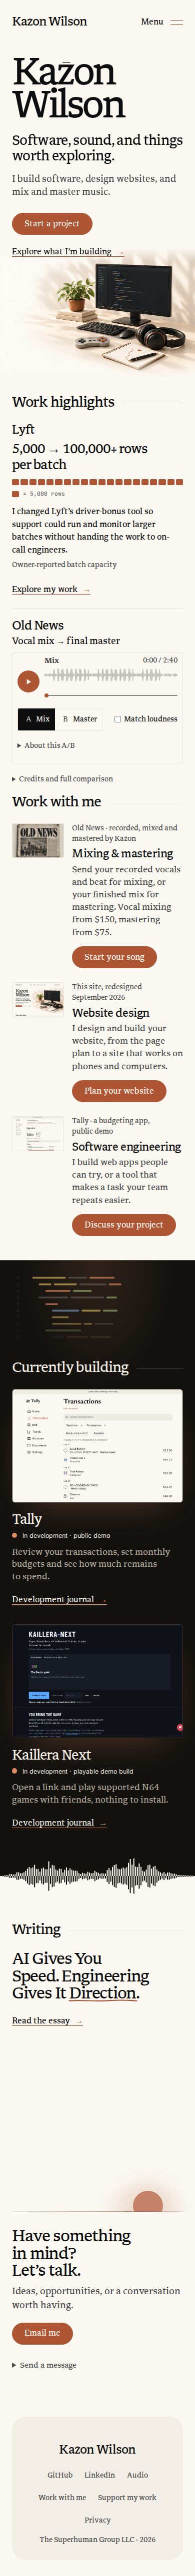 Kazon Wilson
Menu
Kazon
Wilson
Software, sound, and things
worth exploring.
I build software, design websites, and
mix and master music.
Start a project
Explore what I'm building →
Work highlights
Lyft
5,000 → 100,000+ rows
per batch
= 5,000 rows
I changed Lyft's driver-bonus tool so
support could run and monitor larger
batches without handing the work to on-
call engineers.
Owner-reported batch capacity
Explore my work →
Old News
Vocal mix → final master
Mix
0:00 / 2:40
A Mix
B Master
Match loudness
About this A/B
Credits and full comparison
Work with me
OLD NEWS
Old News · recorded, mixed and
mastered by Kazon
Mixing & mastering
Send your recorded vocals
and beat for mixing, or
your finished mix for
mastering. Vocal mixing
from $150, mastering
from $75.
Start your song
This site, redesigned
September 2026
Website design
I design and build your
website, from the page
plan to a site that works on
phones and computers.
Plan your website
Tally · a budgeting app,
public demo
Software engineering
I build web apps people
can try, or a tool that
makes a task your team
repeats easier.
Discuss your project
Currently building
Tally
Transactions
Tally
In development · public demo
Review your transactions, set monthly
budgets and see how much remains
to spend.
Development journal →
KAILLERA-NEXT
YOU BRING THE GAME
Kaillera Next
In development · playable demo build
Open a link and play supported N64
games with friends, nothing to install.
Development journal →
Writing
AI Gives You
Speed. Engineering
Gives It Direction.
Read the essay →
Have something
in mind?
Let's talk.
Ideas, opportunities, or a conversation
worth having.
Email me
Send a message
Kazon Wilson
GitHub
LinkedIn
Audio
Work with me
Support my work
Privacy
The Superhuman Group LLC · 2026